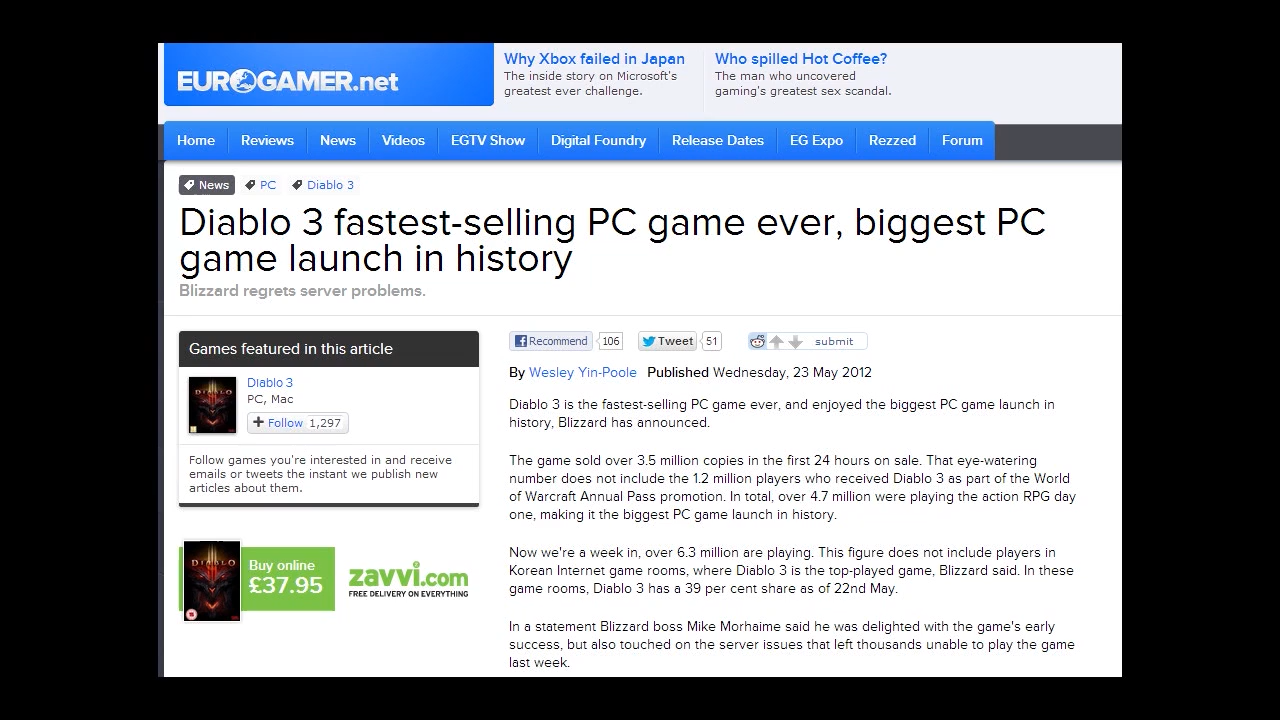 EUROGAMER.net
Why Xbox failed in Japan
The inside story on Microsoft's
greatest ever challenge.
Who spilled Hot Coffee?
The man who uncovered
gaming's greatest sex scandal.
Home Reviews News Videos EGTV Show Digital Foundry Release Dates EG Expo Rezzed Forum
News PC Diablo 3
Diablo 3 fastest-selling PC game ever, biggest PC
game launch in history
Blizzard regrets server problems.
Games featured in this article
DIABLO
Diablo 3
PC, Mac
Follow 1,297
Follow games you're interested in and receive
emails or tweets the instant we publish new
articles about them.
DIABLO
Buy online
£37.95
zavvi.com
FREE DELIVERY ON EVERYTHING
Recommend 106 Tweet 51 submit
By Wesley Yin-Poole Published Wednesday, 23 May 2012
Diablo 3 is the fastest-selling PC game ever, and enjoyed the biggest PC game launch in
history, Blizzard has announced.
The game sold over 3.5 million copies in the first 24 hours on sale. That eye-watering
number does not include the 1.2 million players who received Diablo 3 as part of the World
of Warcraft Annual Pass promotion. In total, over 4.7 million were playing the action RPG day
one, making it the biggest PC game launch in history.
Now we're a week in, over 6.3 million are playing. This figure does not include players in
Korean Internet game rooms, where Diablo 3 is the top-played game, Blizzard said. In these
game rooms, Diablo 3 has a 39 per cent share as of 22nd May.
In a statement Blizzard boss Mike Morhaime said he was delighted with the game's early
success, but also touched on the server issues that left thousands unable to play the game
last week.